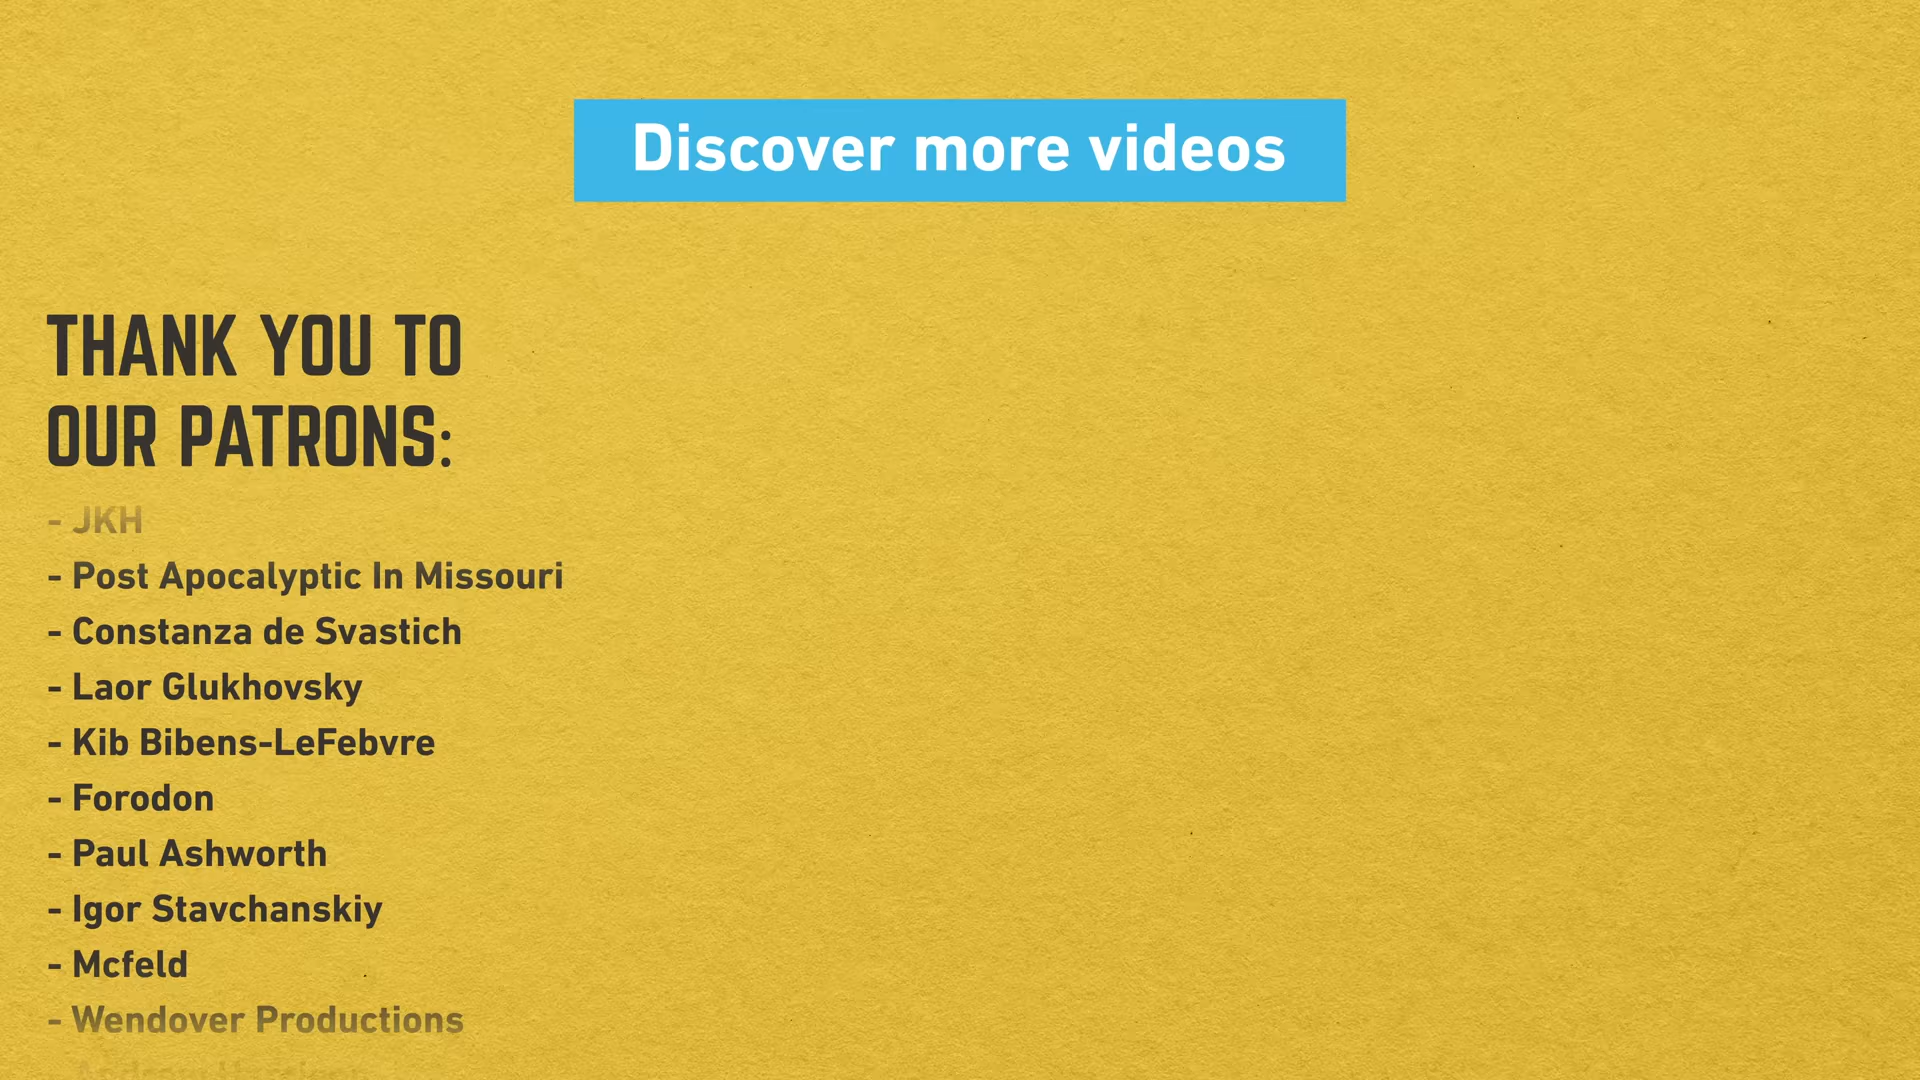 Discover more videos
THANK YOU TO
OUR PATRONS:
- JKH
- Post Apocalyptic In Missouri
- Constanza de Svastich
- Laor Glukhovsky
- Kib Bibens-LeFebvre
- Forodon
- Paul Ashworth
- Igor Stavchanskiy
- Mcfeld
- Wendover Productions